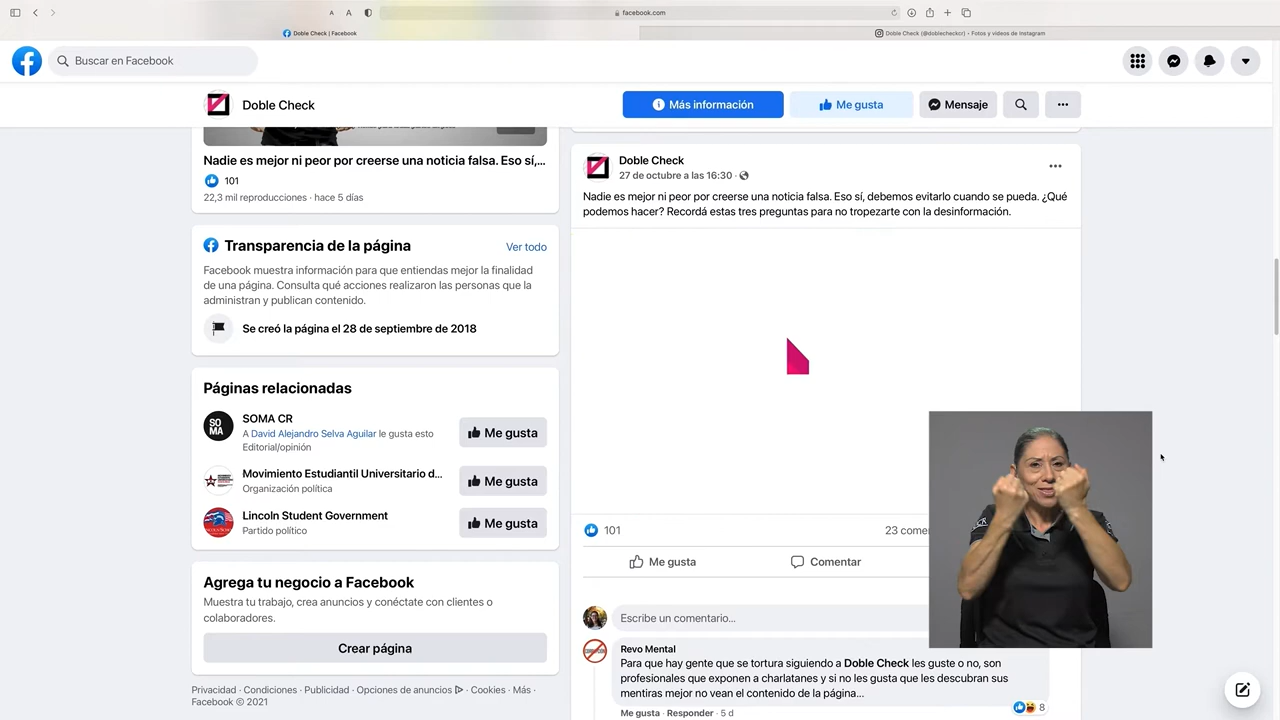 A A
facebook.com
Doble Check | Facebook
Doble Check (@doblecheckcr) • Fotos y videos de Instagram
Buscar en Facebook
Doble Check
Más información
Me gusta
Mensaje
Nadie es mejor ni peor por creerse una noticia falsa. Eso sí,...
101
22,3 mil reproducciones · hace 5 días
Transparencia de la página
Ver todo
Facebook muestra información para que entiendas mejor la finalidad
de una página. Consulta qué acciones realizaron las personas que la
administran y publican contenido.
Se creó la página el 28 de septiembre de 2018
Páginas relacionadas
SO
MA
SOMA CR
A David Alejandro Selva Aguilar le gusta esto
Editorial/opinión
Me gusta
Movimiento Estudiantil Universitario d...
Organización política
Me gusta
Lincoln Student Government
Partido político
Me gusta
Agrega tu negocio a Facebook
Muestra tu trabajo, crea anuncios y conéctate con clientes o
colaboradores.
Crear página
Privacidad · Condiciones · Publicidad · Opciones de anuncios · Cookies · Más ·
Facebook © 2021
Doble Check
27 de octubre a las 16:30 ·
Nadie es mejor ni peor por creerse una noticia falsa. Eso sí, debemos evitarlo cuando se pueda. ¿Qué
podemos hacer? Recordá estas tres preguntas para no tropezarte con la desinformación.
101
23 comen
Me gusta
Comentar
Escribe un comentario...
Revo Mental
Para que hay gente que se tortura siguiendo a Doble Check les guste o no, son
profesionales que exponen a charlatanes y si no les gusta que les descubran sus
mentiras mejor no vean el contenido de la página...
8
Me gusta · Responder · 5 d